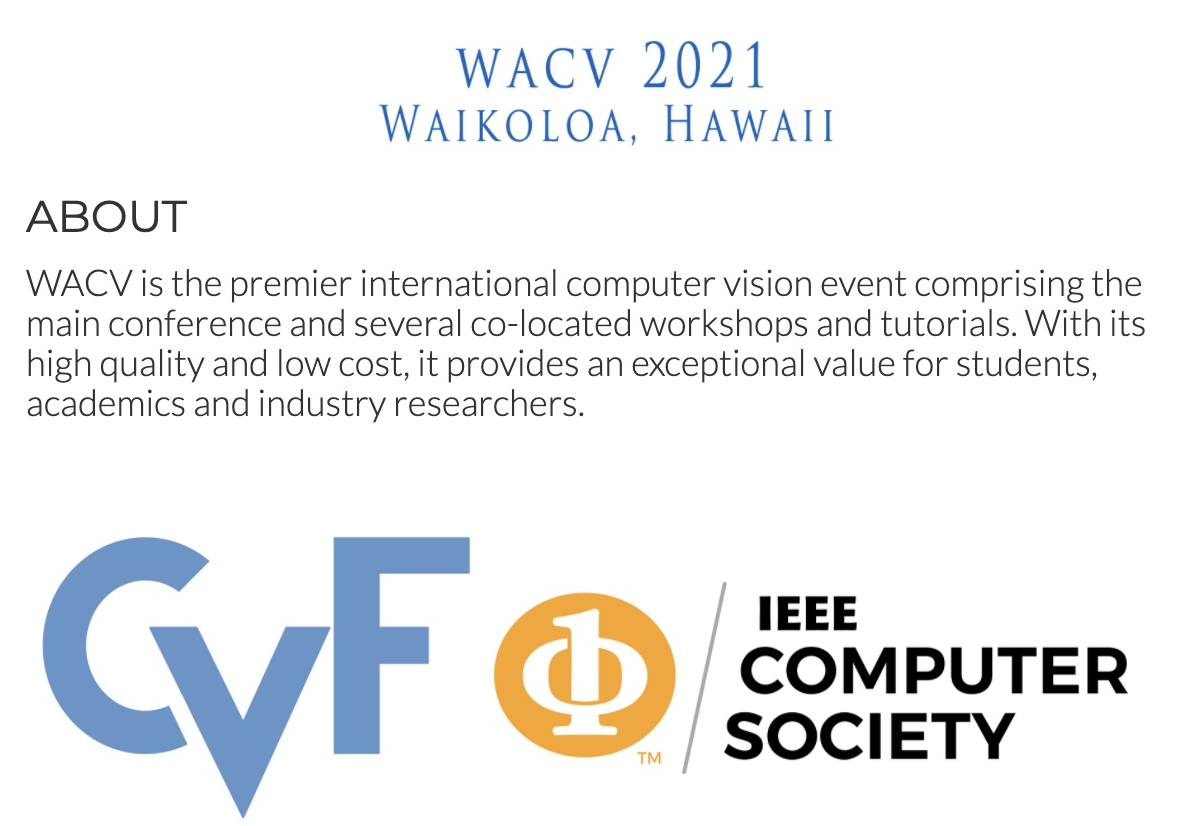 WACV 2021
WAIKOLOA, HAWAII
ABOUT
WACV is the premier international computer vision event comprising the
main conference and several co-located workshops and tutorials. With its
high quality and low cost, it provides an exceptional value for students,
academics and industry researchers.
CVF
TM
IEEE
COMPUTER
SOCIETY